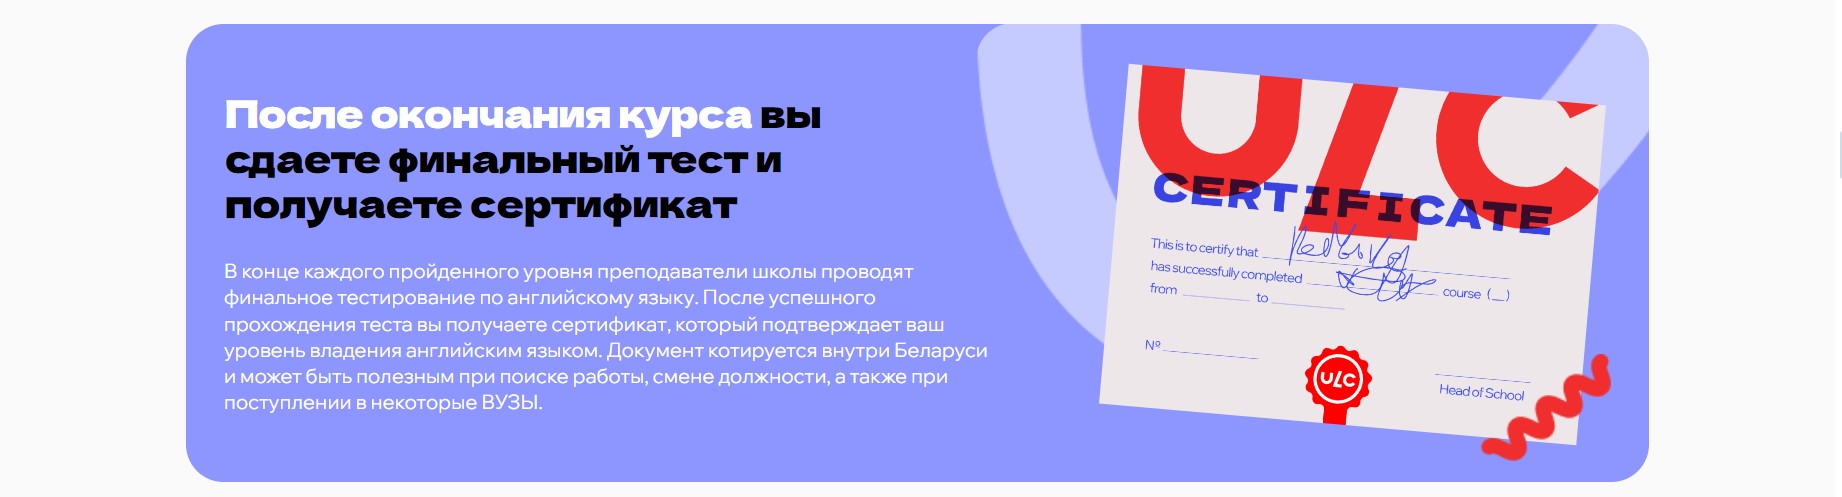 После окончания курса вы
сдаете финальный тест и
получаете сертификат
В конце каждого пройденного уровня преподаватели школы проводят
финальное тестирование по английскому языку. После успешного
прохождения теста вы получаете сертификат, который подтверждает ваш
уровень владения английским языком. Документ котируется внутри Беларуси
и может быть полезным при поиске работы, смене должности, а также при
поступлении в некоторые ВУЗЫ.
ULC
CERTIFICATE
This is to certify that
has successfully completed course (__)
from to
Nº
ULC
Head of School